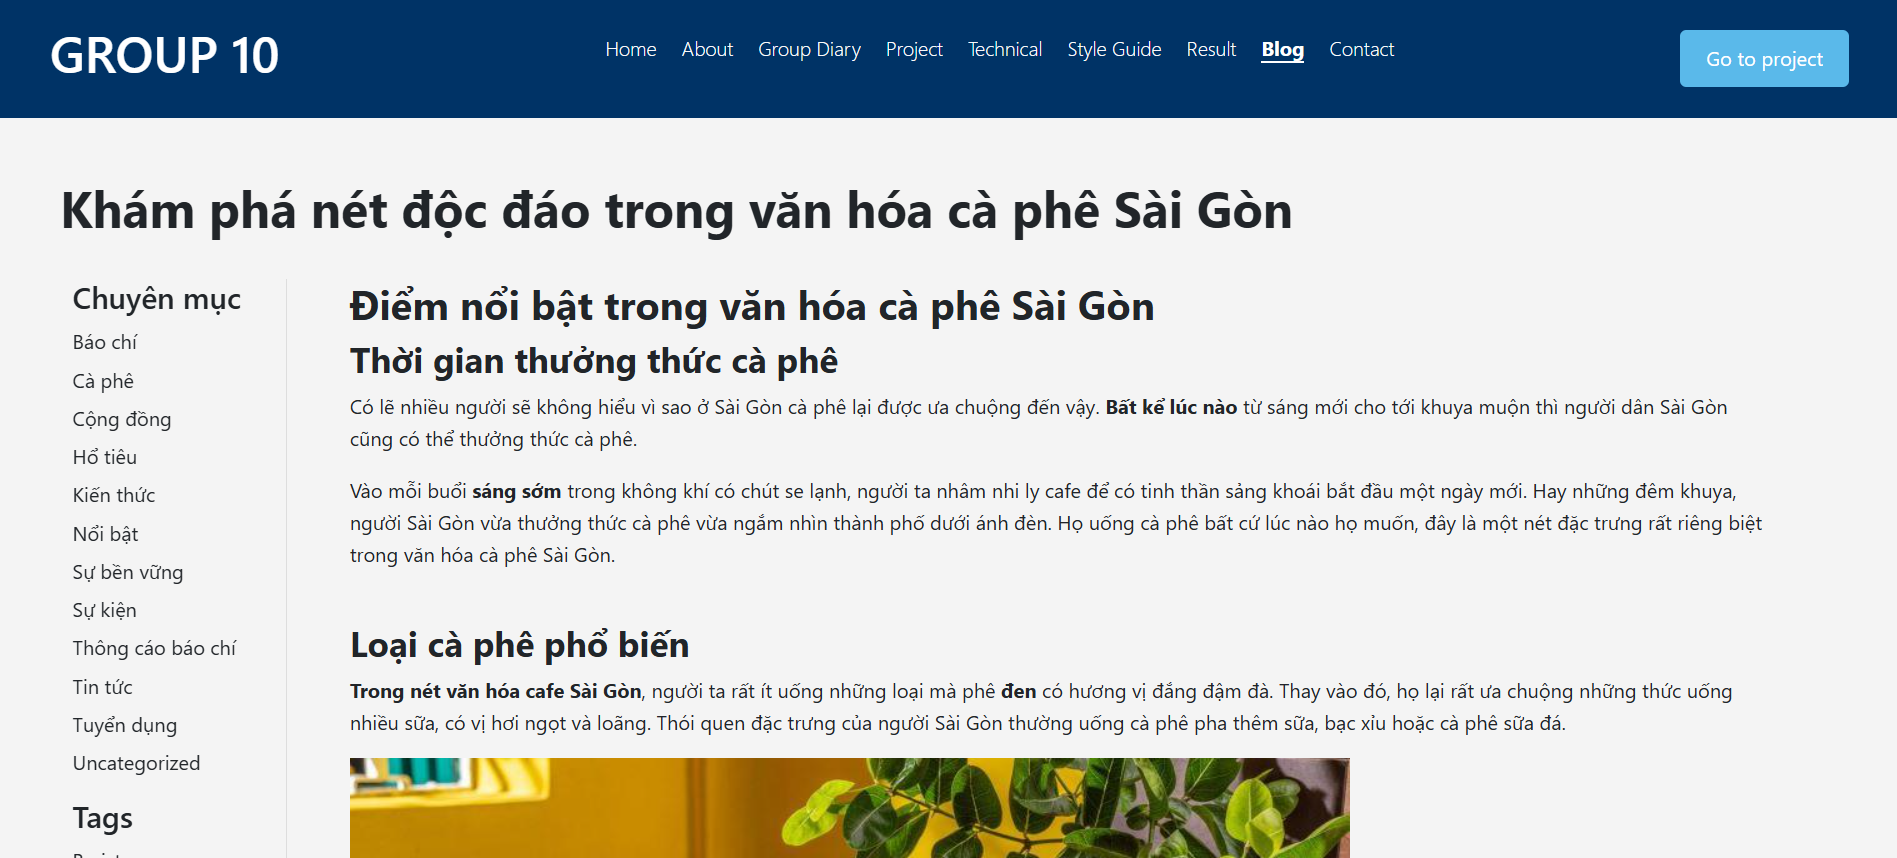 GROUP 10
Home About Group Diary Project Technical Style Guide Result Blog Contact
Go to project
Khám phá nét độc đáo trong văn hóa cà phê Sài Gòn
Chuyên mục
Báo chí
Cà phê
Cộng đồng
Hồ tiêu
Kiến thức
Nổi bật
Sự bền vững
Sự kiện
Thông cáo báo chí
Tin tức
Tuyển dụng
Uncategorized
Tags
Điểm nổi bật trong văn hóa cà phê Sài Gòn
Thời gian thưởng thức cà phê
Có lẽ nhiều người sẽ không hiểu vì sao ở Sài Gòn cà phê lại được ưa chuộng đến vậy. Bất kể lúc nào từ sáng mới cho tới khuya muộn thì người dân Sài Gòn
cũng có thể thưởng thức cà phê.
Vào mỗi buổi sáng sớm trong không khí có chút se lạnh, người ta nhâm nhi ly cafe để có tinh thần sảng khoái bắt đầu một ngày mới. Hay những đêm khuya,
người Sài Gòn vừa thưởng thức cà phê vừa ngắm nhìn thành phố dưới ánh đèn. Họ uống cà phê bất cứ lúc nào họ muốn, đây là một nét đặc trưng rất riêng biệt
trong văn hóa cà phê Sài Gòn.
Loại cà phê phổ biến
Trong nét văn hóa cafe Sài Gòn, người ta rất ít uống những loại mà phê đen có hương vị đắng đậm đà. Thay vào đó, họ lại rất ưa chuộng những thức uống
nhiều sữa, có vị hơi ngọt và loãng. Thói quen đặc trưng của người Sài Gòn thường uống cà phê pha thêm sữa, bạc xỉu hoặc cà phê sữa đá.